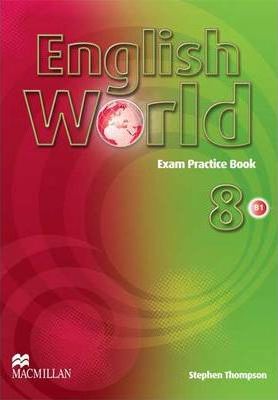 English
World
Exam Practice Book
8 B1
MACMILLAN
Stephen Thompson